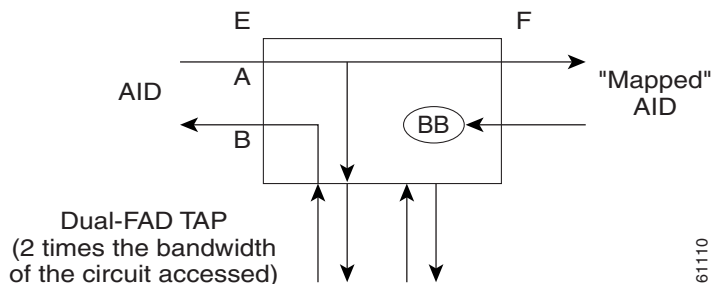 E
F
A
AID
"Mapped"
AID
BB
B
Dual-FAD TAP
(2 times the bandwidth
of the circuit accessed)
61110